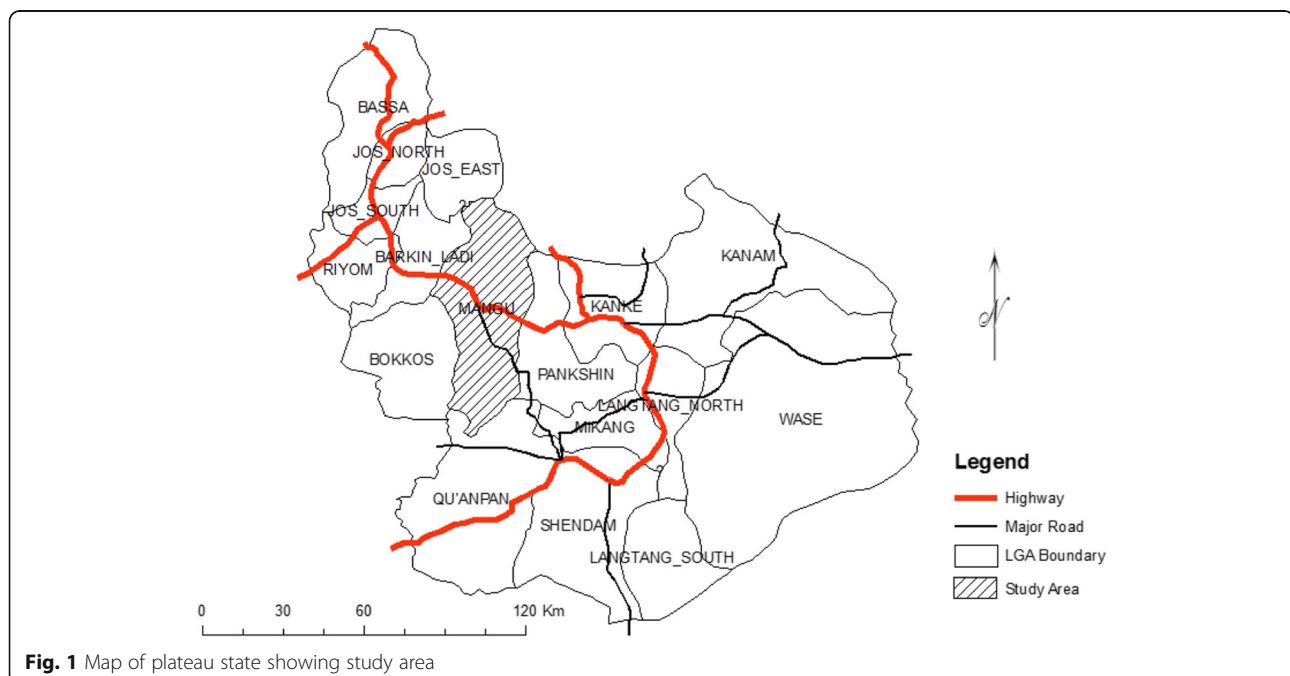 BASSA
JOS_NORTH
JOS_EAST
JOS_SOUTH
BARKIN_LADI
RIYOM
KANAM
MANGU
KANKE
BOKKOS
PANKSHIN
LANGTANG_NORTH
WASE
MIKANG
QU'ANPAN
SHENDAM
LANGTANG_SOUTH
N
Legend
Highway
Major Road
LGA Boundary
Study Area
0 30 60 120 Km
Fig. 1 Map of plateau state showing study area